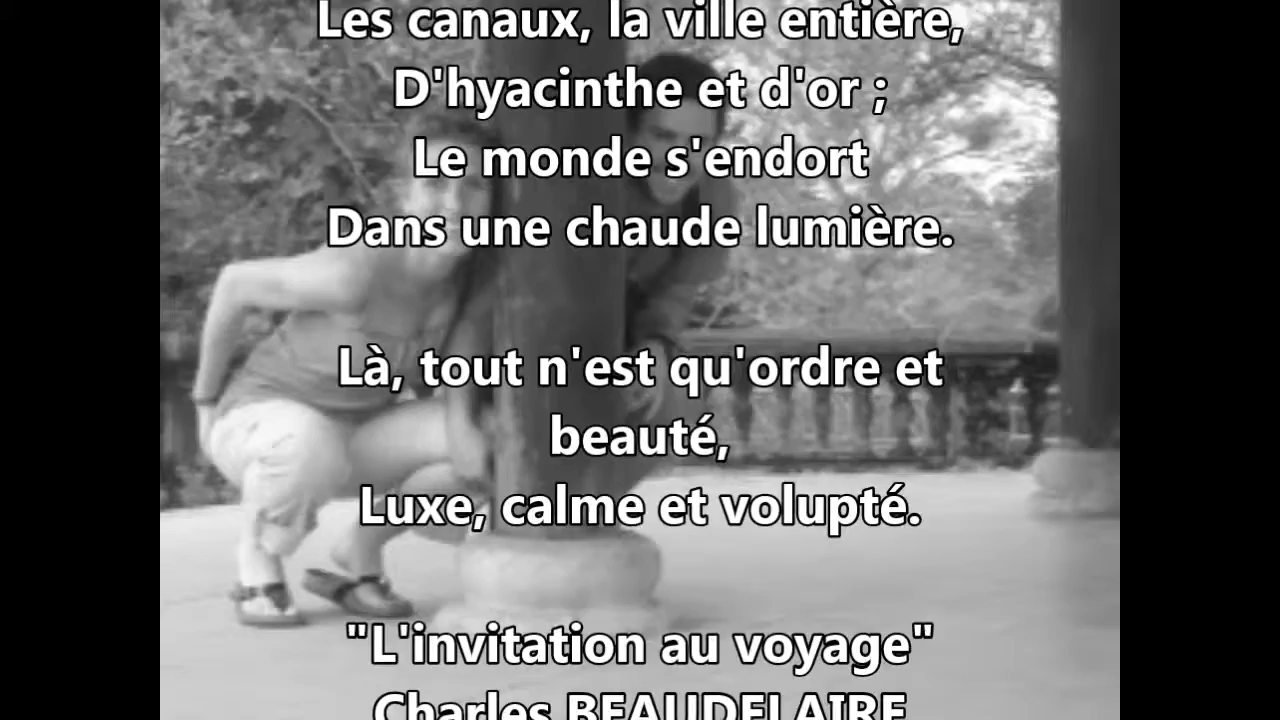 Les canaux, la ville entière,
D'hyacinthe et d'or ;
Le monde s'endort
Dans une chaude lumière.
Là, tout n'est qu'ordre et
beauté,
Luxe, calme et volupté.
"L'invitation au voyage"
Charles BEAUDELAIRE